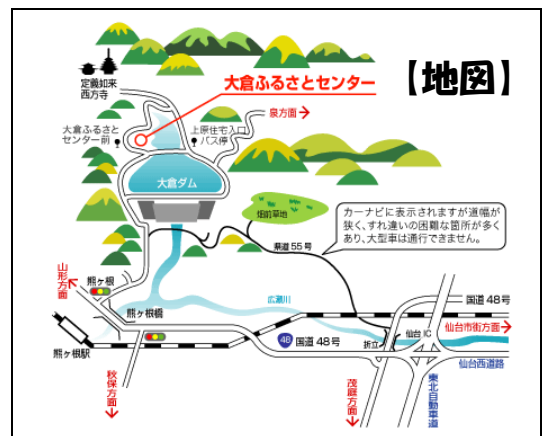 【地図】
定義如来
西方寺
大倉ふるさとセンター
泉方面
大倉ふるさと
センター前
上原住宅入口
バス停
大倉ダム
畑前草地
カーナビに表示されますが道幅が
狭く、すれ違いの困難な箇所が多く
あり、大型車は通行できません。
県道55号
山形方面
熊ヶ根
熊ヶ根橋
広瀬川
国道48号
仙台市街方面
熊ヶ根駅
48
国道48号
折立
仙台IC
仙台西道路
秋保方面
茂庭方面
東北自動車道